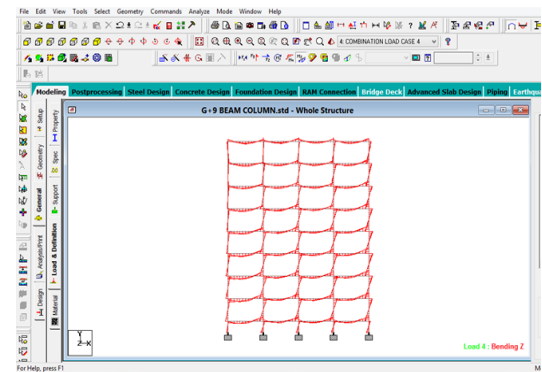 File Edit View Tools Select Geometry Commands Analyze Mode Window Help
4: COMBINATION LOAD CASE 4
Modeling Postprocessing Steel Design Concrete Design Foundation Design RAM Connection Bridge Deck Advanced Slab Design Piping Earthqu
G+9 BEAM COLUMN.std - Whole Structure
Setup
Geometry
General
Analysis/Print
Design
Property
Spec
Support
Load & Definition
Material
Y
Z X
Load 4 : Bending Z
For Help, press F1
M